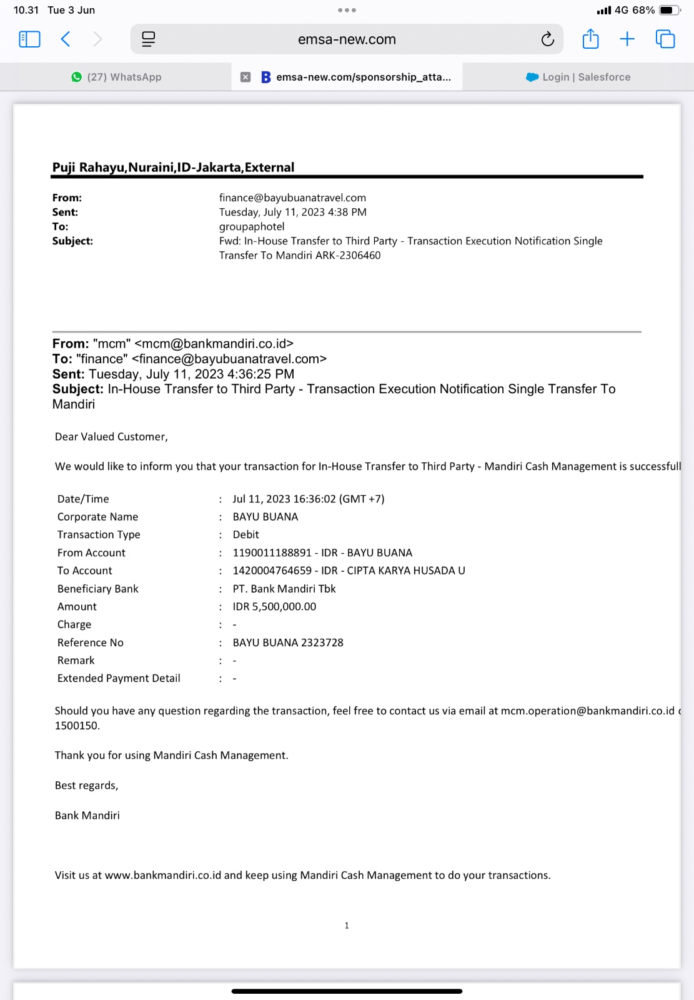 10.31 Tue 3 Jun
4G 68%
emsa-new.com
(27) WhatsApp
emsa-new.com/sponsorship_atta...
Login | Salesforce
Puji Rahayu,Nuraini,ID-Jakarta,External
From: finance@bayubuanatravel.com
Sent: Tuesday, July 11, 2023 4:38 PM
To: groupaphotel
Subject: Fwd: In-House Transfer to Third Party - Transaction Execution Notification Single
Transfer To Mandiri ARK-2306460
From: "mcm" <mcm@bankmandiri.co.id>
To: "finance" <finance@bayubuanatravel.com>
Sent: Tuesday, July 11, 2023 4:36:25 PM
Subject: In-House Transfer to Third Party - Transaction Execution Notification Single Transfer To
Mandiri
Dear Valued Customer,
We would like to inform you that your transaction for In-House Transfer to Third Party - Mandiri Cash Management is successfull
Date/Time : Jul 11, 2023 16:36:02 (GMT +7)
Corporate Name : BAYU BUANA
Transaction Type : Debit
From Account : 1190011188891 - IDR - BAYU BUANA
To Account : 1420004764659 - IDR - CIPTA KARYA HUSADA U
Beneficiary Bank : PT. Bank Mandiri Tbk
Amount : IDR 5,500,000.00
Charge : -
Reference No : BAYU BUANA 2323728
Remark : -
Extended Payment Detail : -
Should you have any question regarding the transaction, feel free to contact us via email at mcm.operation@bankmandiri.co.id
1500150.
Thank you for using Mandiri Cash Management.
Best regards,
Bank Mandiri
Visit us at www.bankmandiri.co.id and keep using Mandiri Cash Management to do your transactions.
1